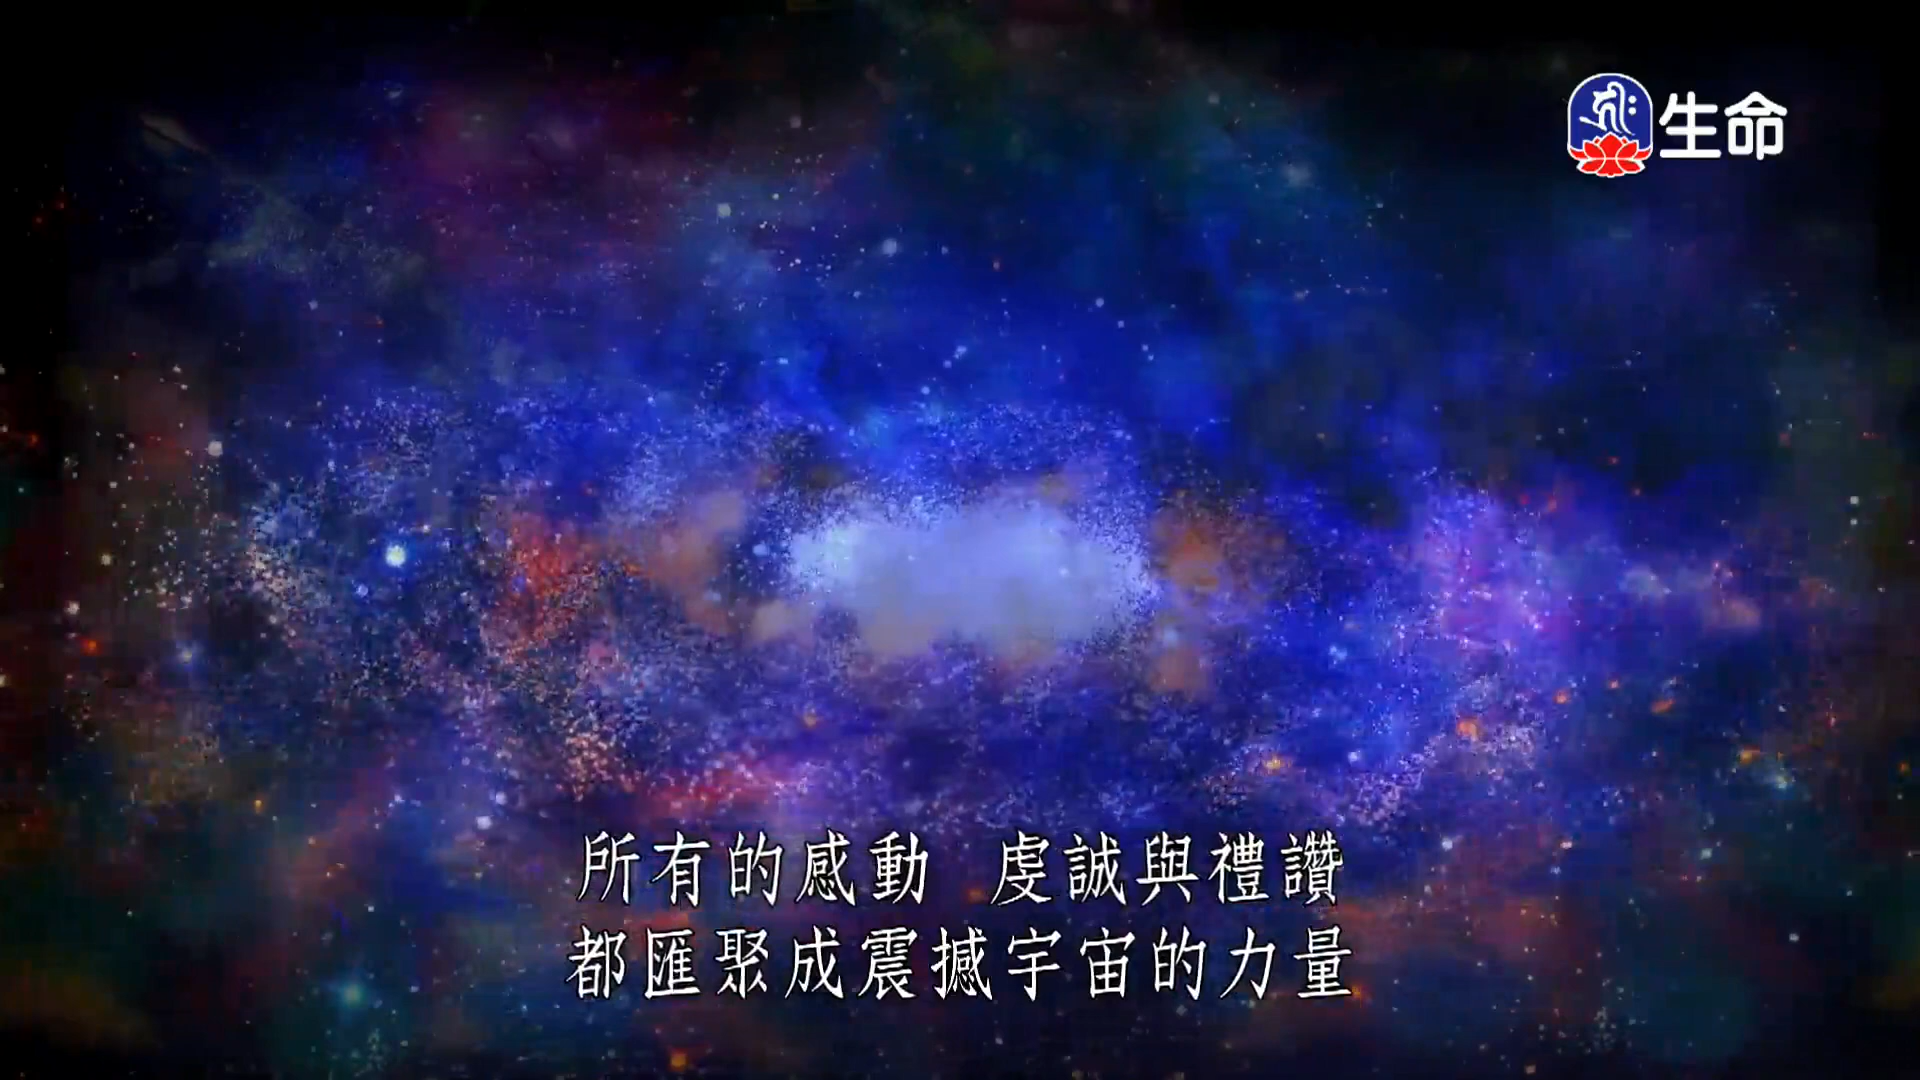 生命
所有的感動 虔誠與禮讚
都匯聚成震撼宇宙的力量